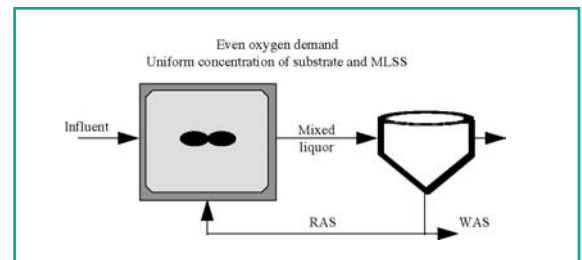 Even oxygen demand
Uniform concentration of substrate and MLSS
Influent
Mixed
liquor
RAS
WAS